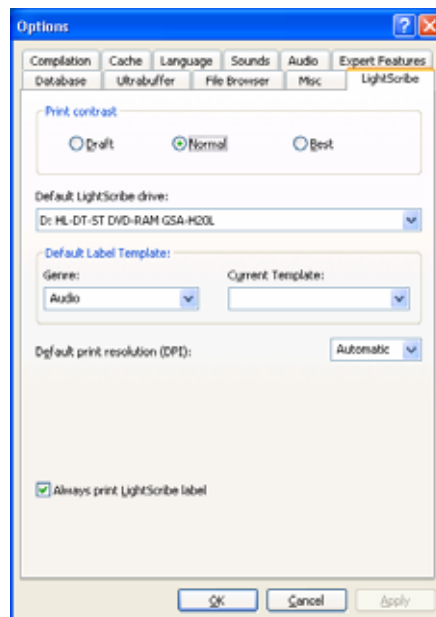 Options
Compilation Cache Language Sounds Audio Expert Features
Database Ultrabuffer File Browser Misc LightScribe
Print contrast
Draft Normal Best
Default LightScribe drive:
D: HL-DT-ST DVD-RAM GSA-H20L
Default Label Template:
Genre: Current Template:
Audio
Default print resolution (DPI): Automatic
Always print LightScribe label
OK Cancel Apply